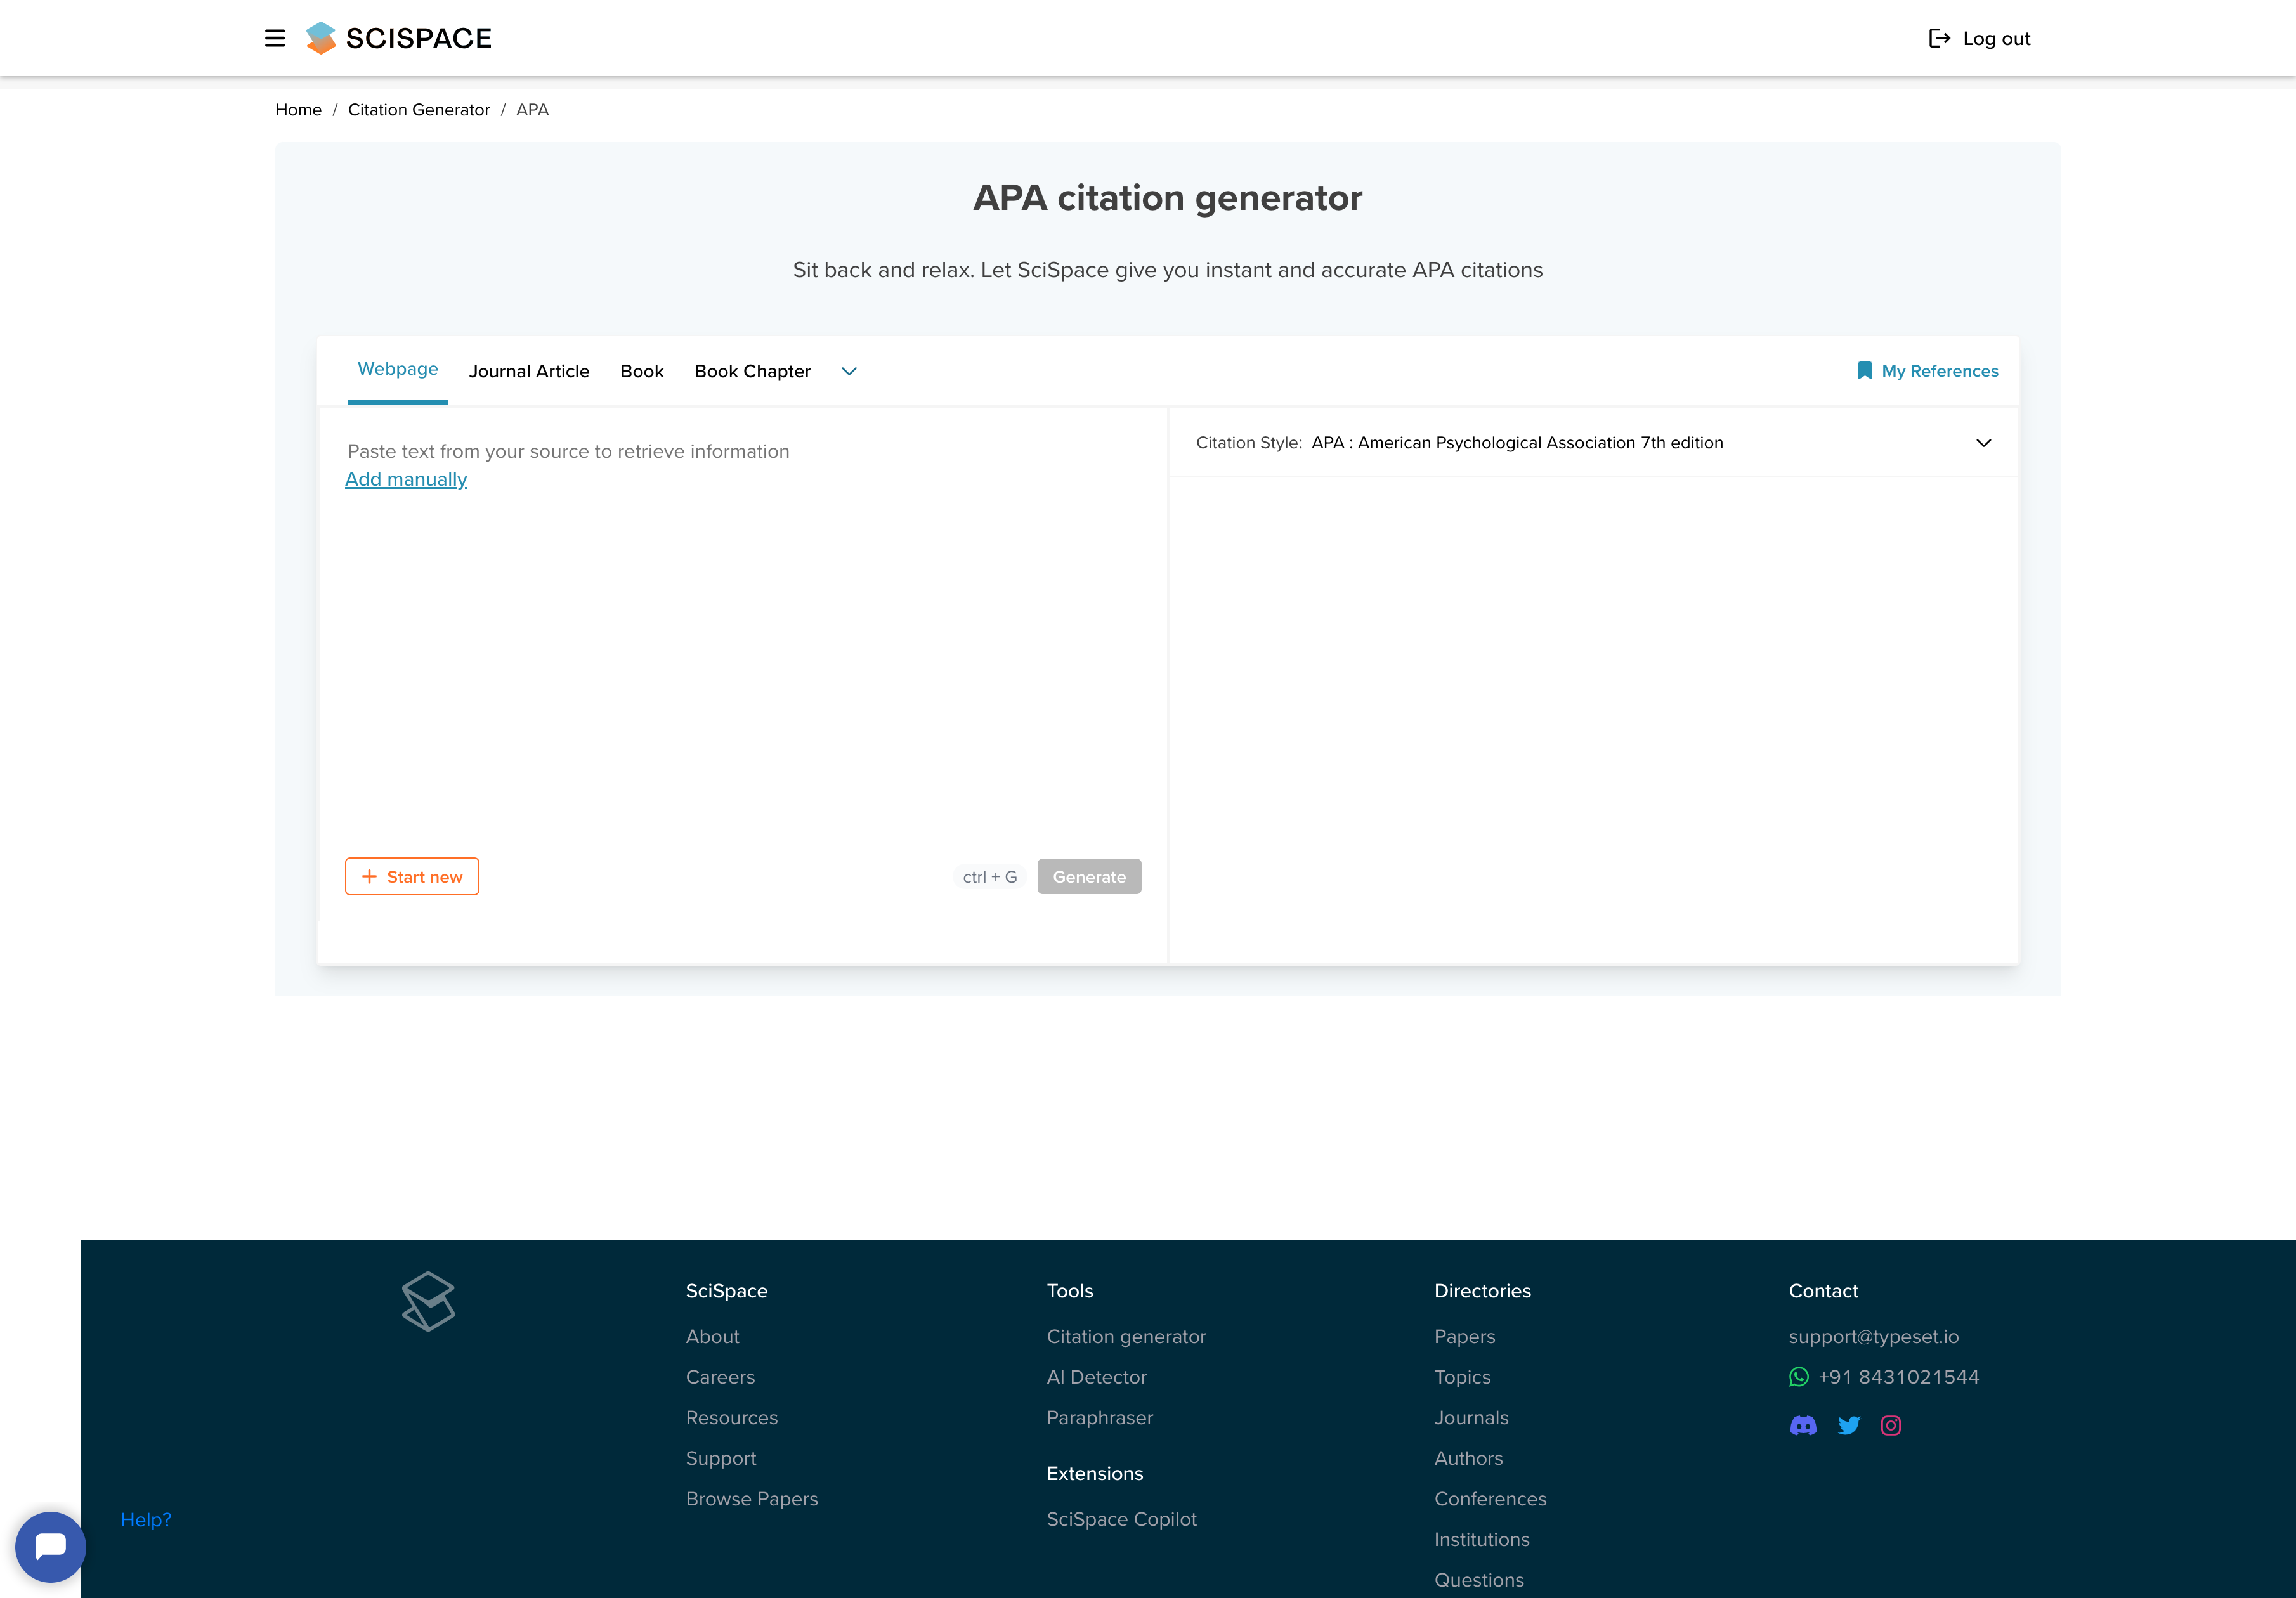 SCISPACE
Log out
Home / Citation Generator / APA
APA citation generator
Sit back and relax. Let SciSpace give you instant and accurate APA citations
Webpage Journal Article Book Book Chapter
My References
Paste text from your source to retrieve information
Add manually
Citation Style: APA : American Psychological Association 7th edition
+ Start new
ctrl + G
Generate
SciSpace
About
Careers
Resources
Support
Browse Papers
Tools
Citation generator
AI Detector
Paraphraser
Extensions
SciSpace Copilot
Directories
Papers
Topics
Journals
Authors
Conferences
Institutions
Questions
Contact
support@typeset.io
+91 8431021544
Help?